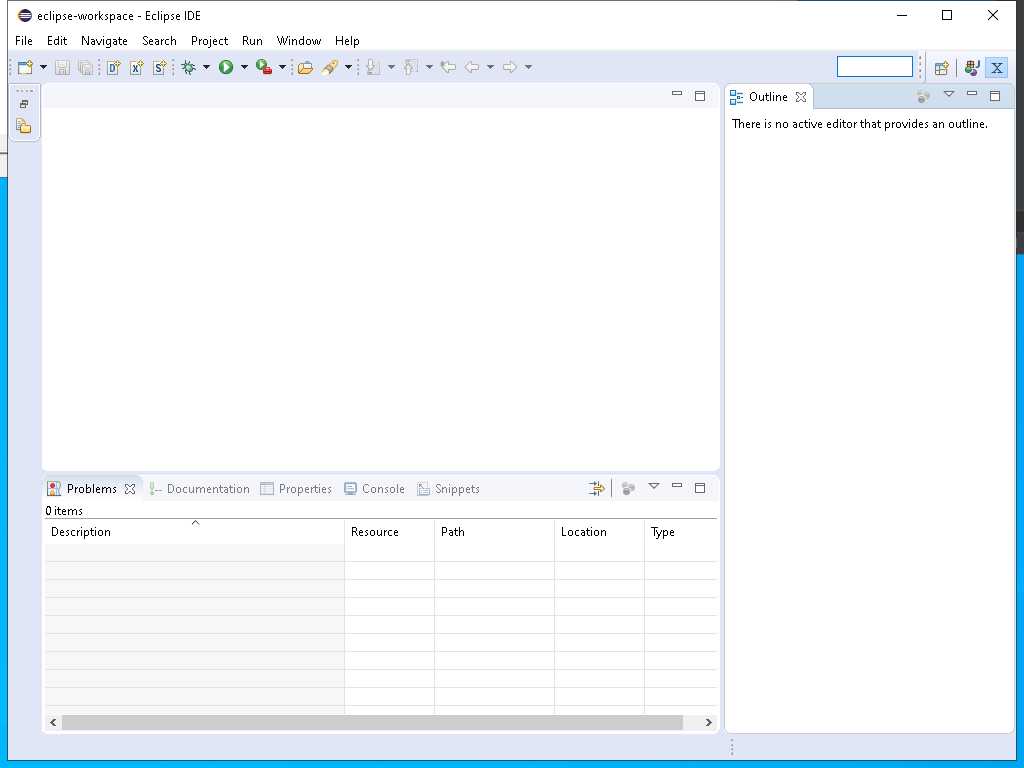 eclipse-workspace - Eclipse IDE
File Edit Navigate Search Project Run Window Help
Outline
There is no active editor that provides an outline.
Problems Documentation Properties Console Snippets
0 items
Description Resource Path Location Type